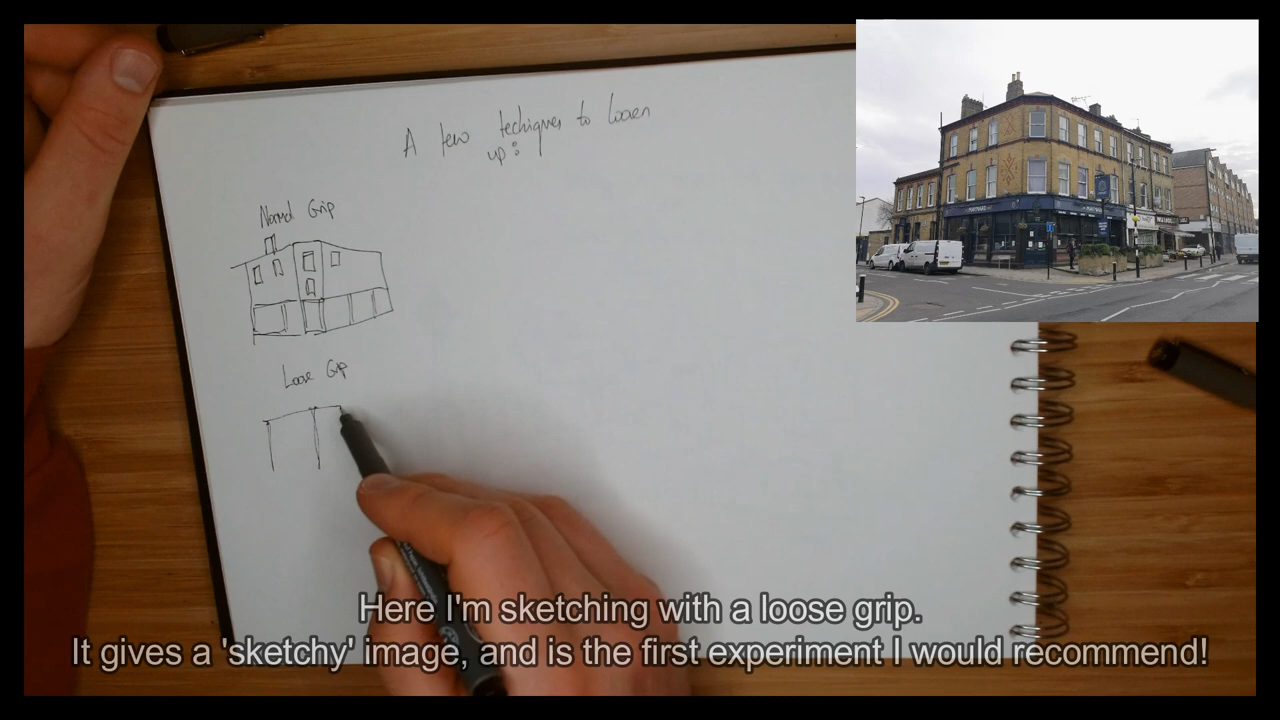 A few techiques to loosen
up:
Normal Grip
Loose Grip
Here I'm sketching with a loose grip.
It gives a 'sketchy' image, and is the first experiment I would recommend!